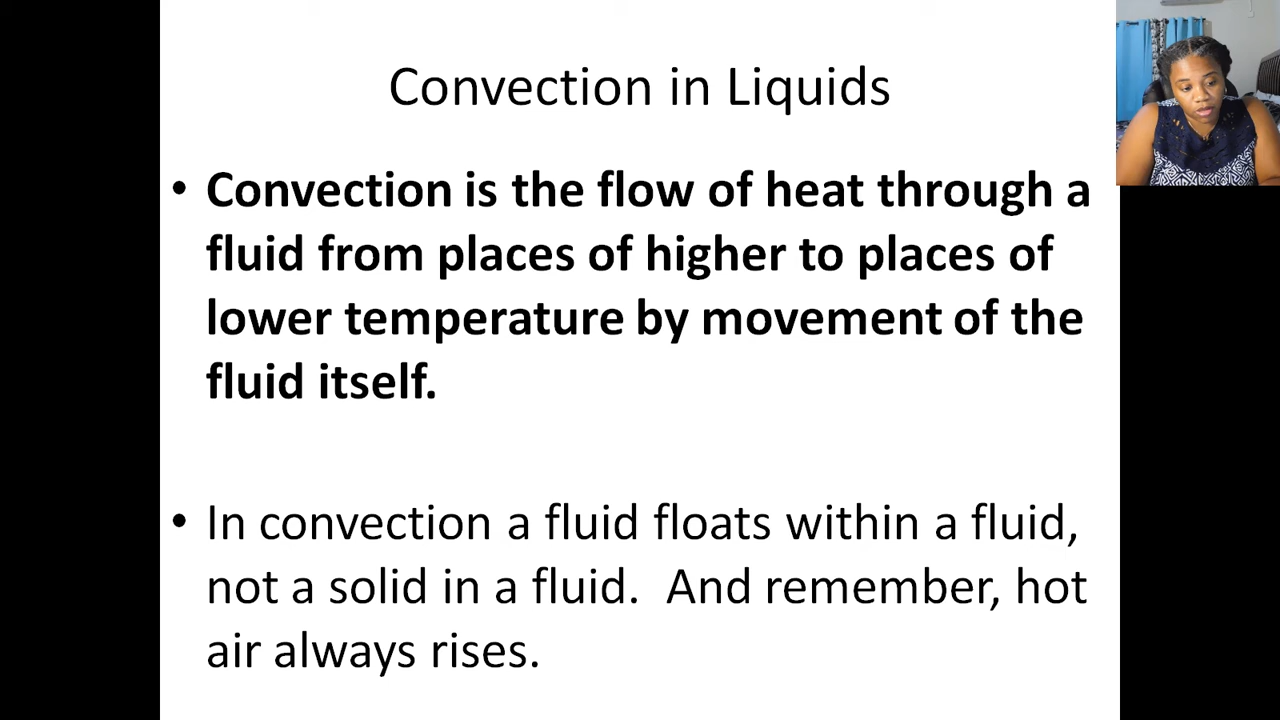 Convection in Liquids
• Convection is the flow of heat through a
fluid from places of higher to places of
lower temperature by movement of the
fluid itself.
• In convection a fluid floats within a fluid,
not a solid in a fluid.  And remember, hot
air always rises.